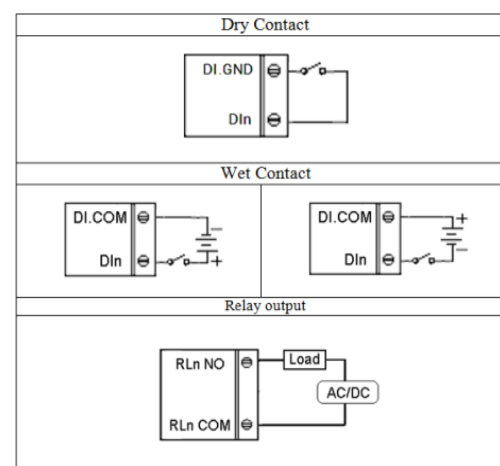 Dry Contact
DI.GND
DIn
Wet Contact
DI.COM
−
DIn
+
DI.COM
+
DIn
−
Relay output
RLn NO
Load
AC/DC
RLn COM